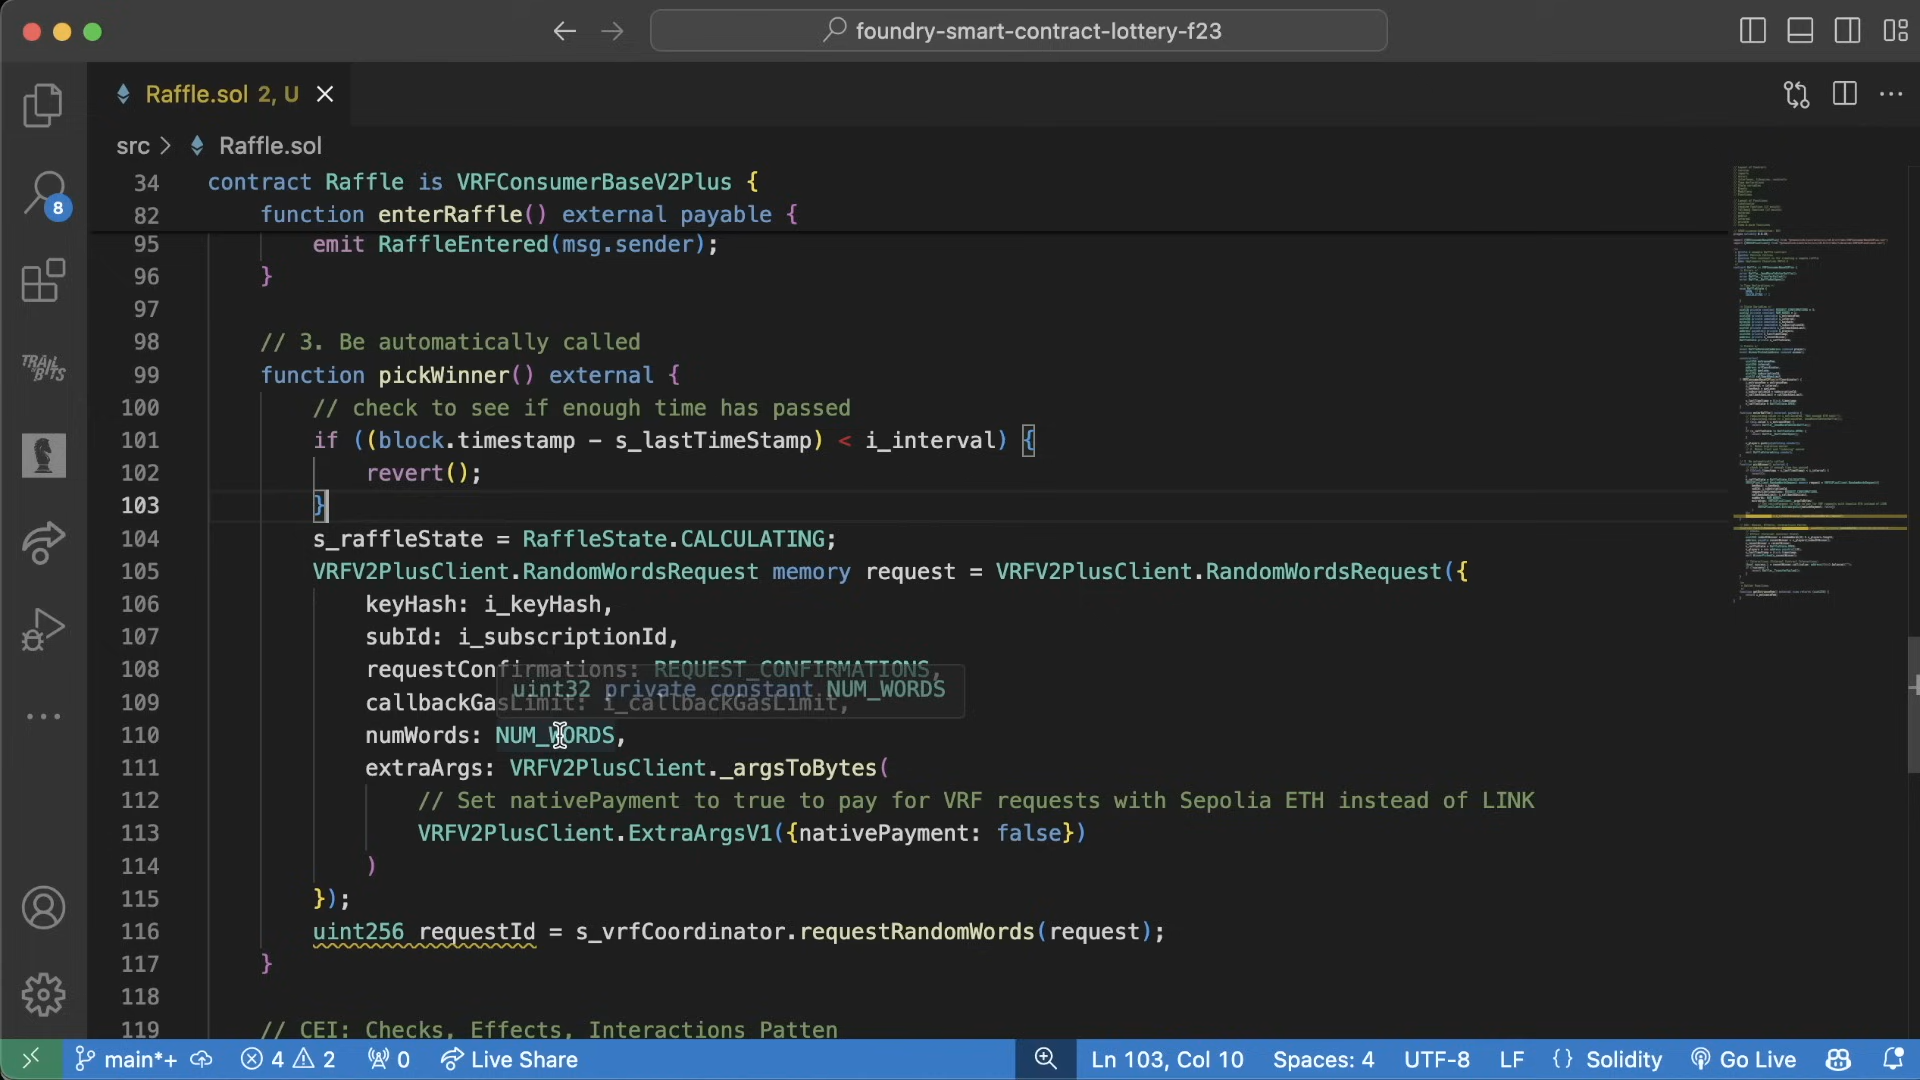 foundry-smart-contract-lottery-f23
Raffle.sol 2, U
src > Raffle.sol
8
TRAIL OF BITS
34 contract Raffle is VRFConsumerBaseV2Plus {
82 function enterRaffle() external payable {
95 emit RaffleEntered(msg.sender);
96 }
97
98 // 3. Be automatically called
99 function pickWinner() external {
100 // check to see if enough time has passed
101 if ((block.timestamp - s_lastTimeStamp) < i_interval) {
102 revert();
103 }
104 s_raffleState = RaffleState.CALCULATING;
105 VRFV2PlusClient.RandomWordsRequest memory request = VRFV2PlusClient.RandomWordsRequest({
106 keyHash: i_keyHash,
107 subId: i_subscriptionId,
108 requestConfirmations: REQUEST_CONFIRMATIONS,
uint32 private constant NUM_WORDS
109 callbackGasLimit: i_callbackGasLimit,
110 numWords: NUM_WORDS,
111 extraArgs: VRFV2PlusClient._argsToBytes(
112 // Set nativePayment to true to pay for VRF requests with Sepolia ETH instead of LINK
113 VRFV2PlusClient.ExtraArgsV1({nativePayment: false})
114 )
115 });
116 uint256 requestId = s_vrfCoordinator.requestRandomWords(request);
117 }
118
119 // CEI: Checks, Effects, Interactions Patten
main*+ 4 2 0 Live Share Ln 103, Col 10 Spaces: 4 UTF-8 LF {} Solidity Go Live